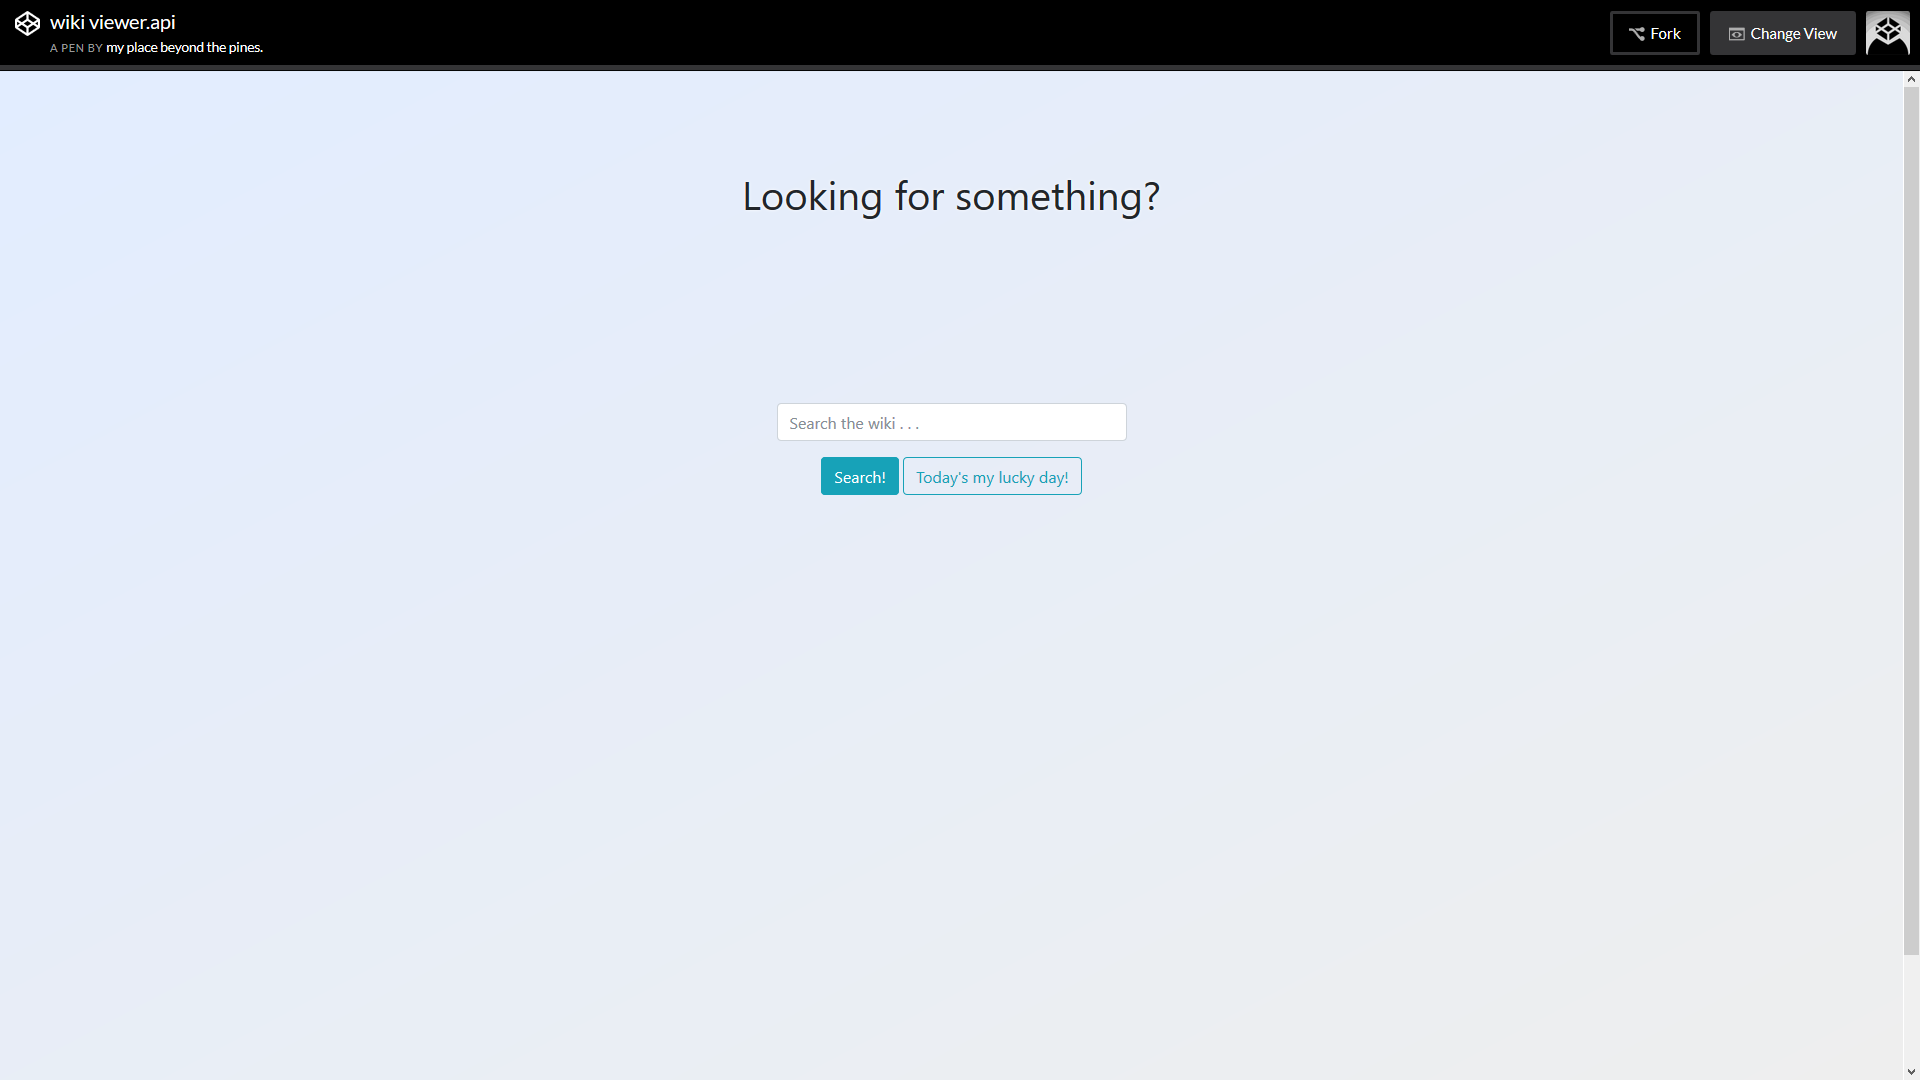 wiki viewer.api
A PEN BY my place beyond the pines.
Fork
Change View
Looking for something?
Search the wiki . . .
Search!
Today's my lucky day!